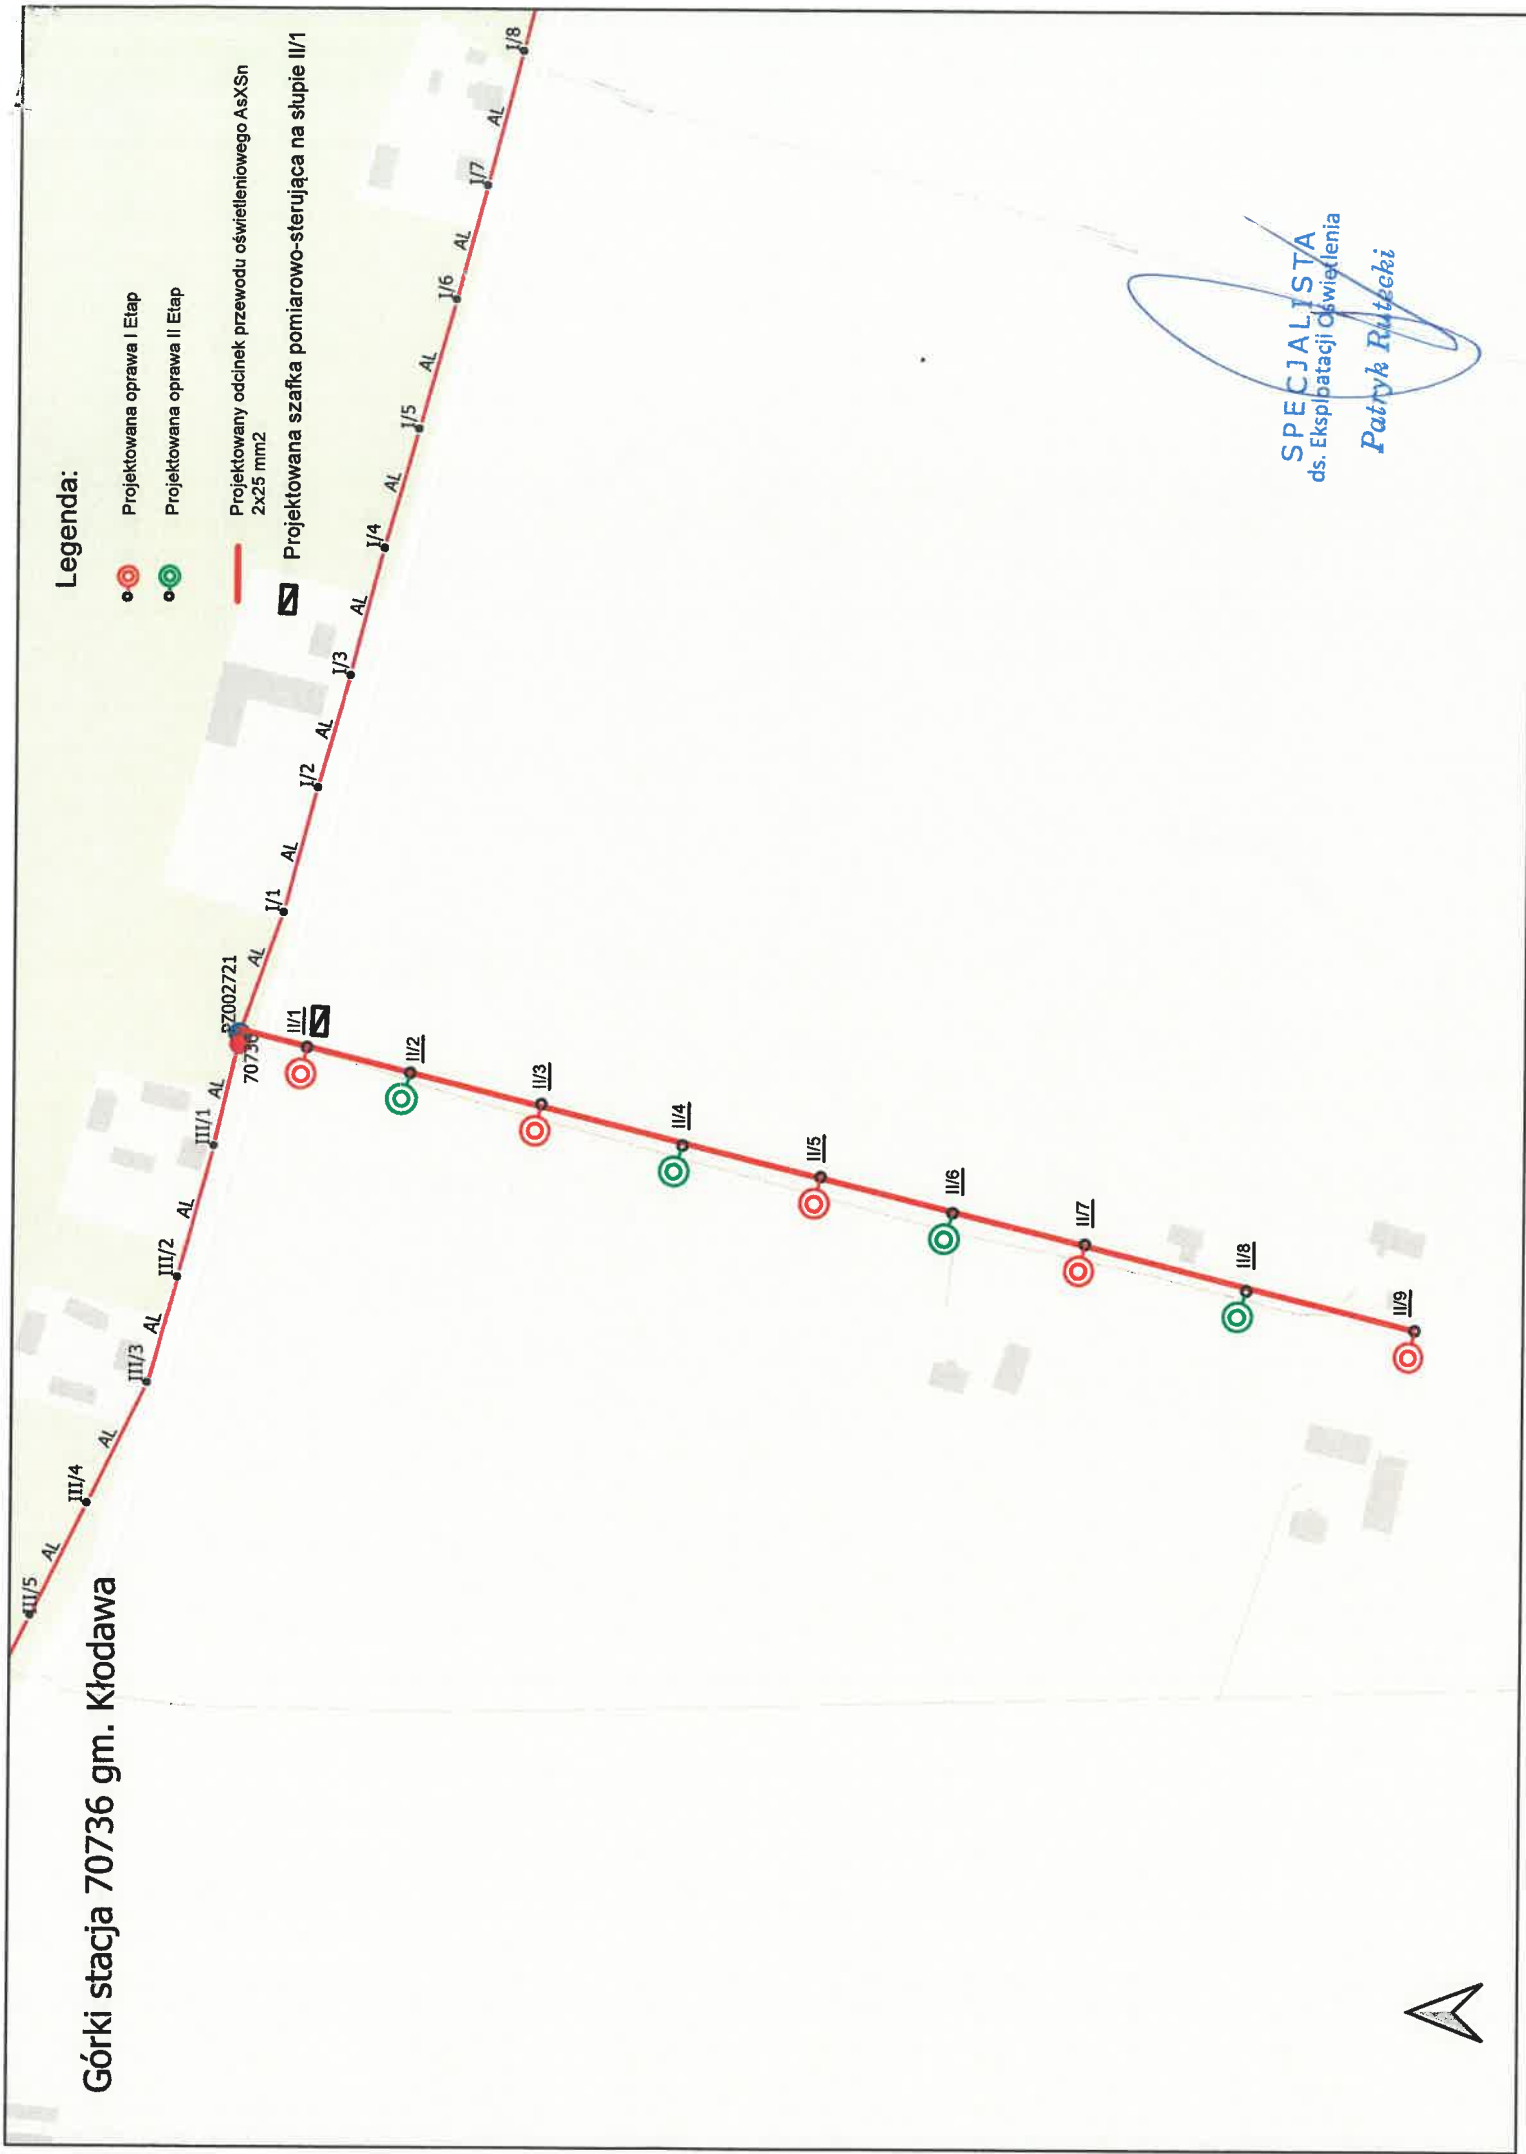 Górki stacja 70736 gm. Kłodawa
Legenda:
Projektowana oprawa I Etap
Projektowana oprawa II Etap
Projektowany odcinek przewodu oświetleniowego AsXSn
2x25 mm2
Projektowana szafka pomiarowo-sterująca na słupie II/1
III/5
AL
III/4
AL
III/3
AL
III/2
AL
III/1
AL
70736
PZ002721
AL
I/1
AL
I/2
AL
I/3
AL
I/4
AL
I/5
AL
I/6
AL
I/7
AL
I/8
II/1
II/2
II/3
II/4
II/5
II/6
II/7
II/8
II/9
SPECJALISTA
ds. Eksploatacji Oświetlenia
Patryk Rutecki